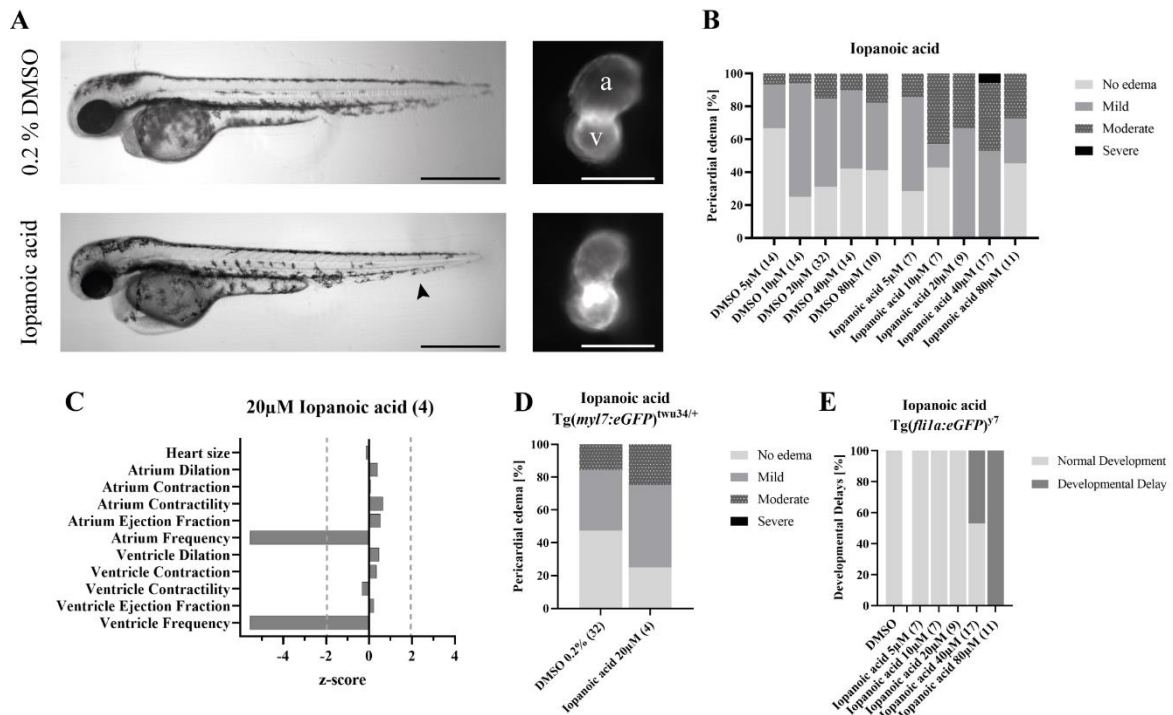 A
0.2 % DMSO
a
v
Iopanoic acid
B
Iopanoic acid
Pericardial edema [%]
100
80
60
40
20
0
DMSO 5µM (14)
DMSO 10µM (14)
DMSO 20µM (32)
DMSO 40µM (14)
DMSO 80µM (10)
Iopanoic acid 5µM (7)
Iopanoic acid 10µM (7)
Iopanoic acid 20µM (9)
Iopanoic acid 40µM (17)
Iopanoic acid 80µM (11)
No edema
Mild
Moderate
Severe
C
20µM Iopanoic acid (4)
Heart size
Atrium Dilation
Atrium Contraction
Atrium Contractility
Atrium Ejection Fraction
Atrium Frequency
Ventricle Dilation
Ventricle Contraction
Ventricle Contractility
Ventricle Ejection Fraction
Ventricle Frequency
-4 -2 0 2 4
z-score
D
Iopanoic acid
Tg(myl7:eGFP)twu34/+
Pericardial edema [%]
100
80
60
40
20
0
DMSO 0.2% (32)
Iopanoic acid 20µM (4)
No edema
Mild
Moderate
Severe
E
Iopanoic acid
Tg(fli1a:eGFP)y7
Developmental Delays [%]
100
80
60
40
20
0
DMSO
Iopanoic acid 5µM (7)
Iopanoic acid 10µM (7)
Iopanoic acid 20µM (9)
Iopanoic acid 40µM (17)
Iopanoic acid 80µM (11)
Normal Development
Developmental Delay